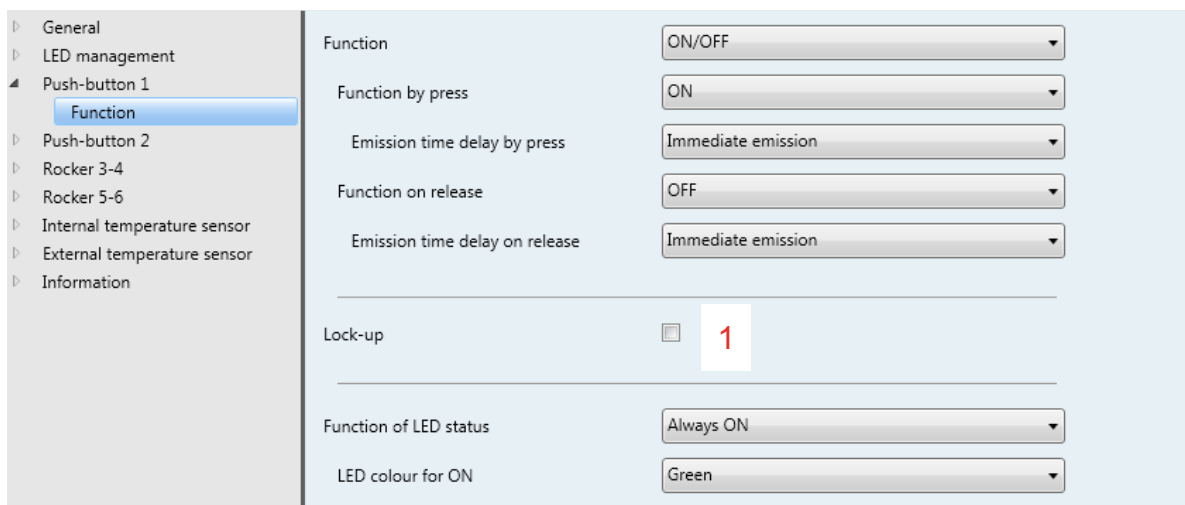 General
LED management
Push-button 1
Function
Push-button 2
Rocker 3-4
Rocker 5-6
Internal temperature sensor
External temperature sensor
Information
Function ON/OFF
Function by press ON
Emission time delay by press Immediate emission
Function on release OFF
Emission time delay on release Immediate emission
Lock-up 1
Function of LED status Always ON
LED colour for ON Green